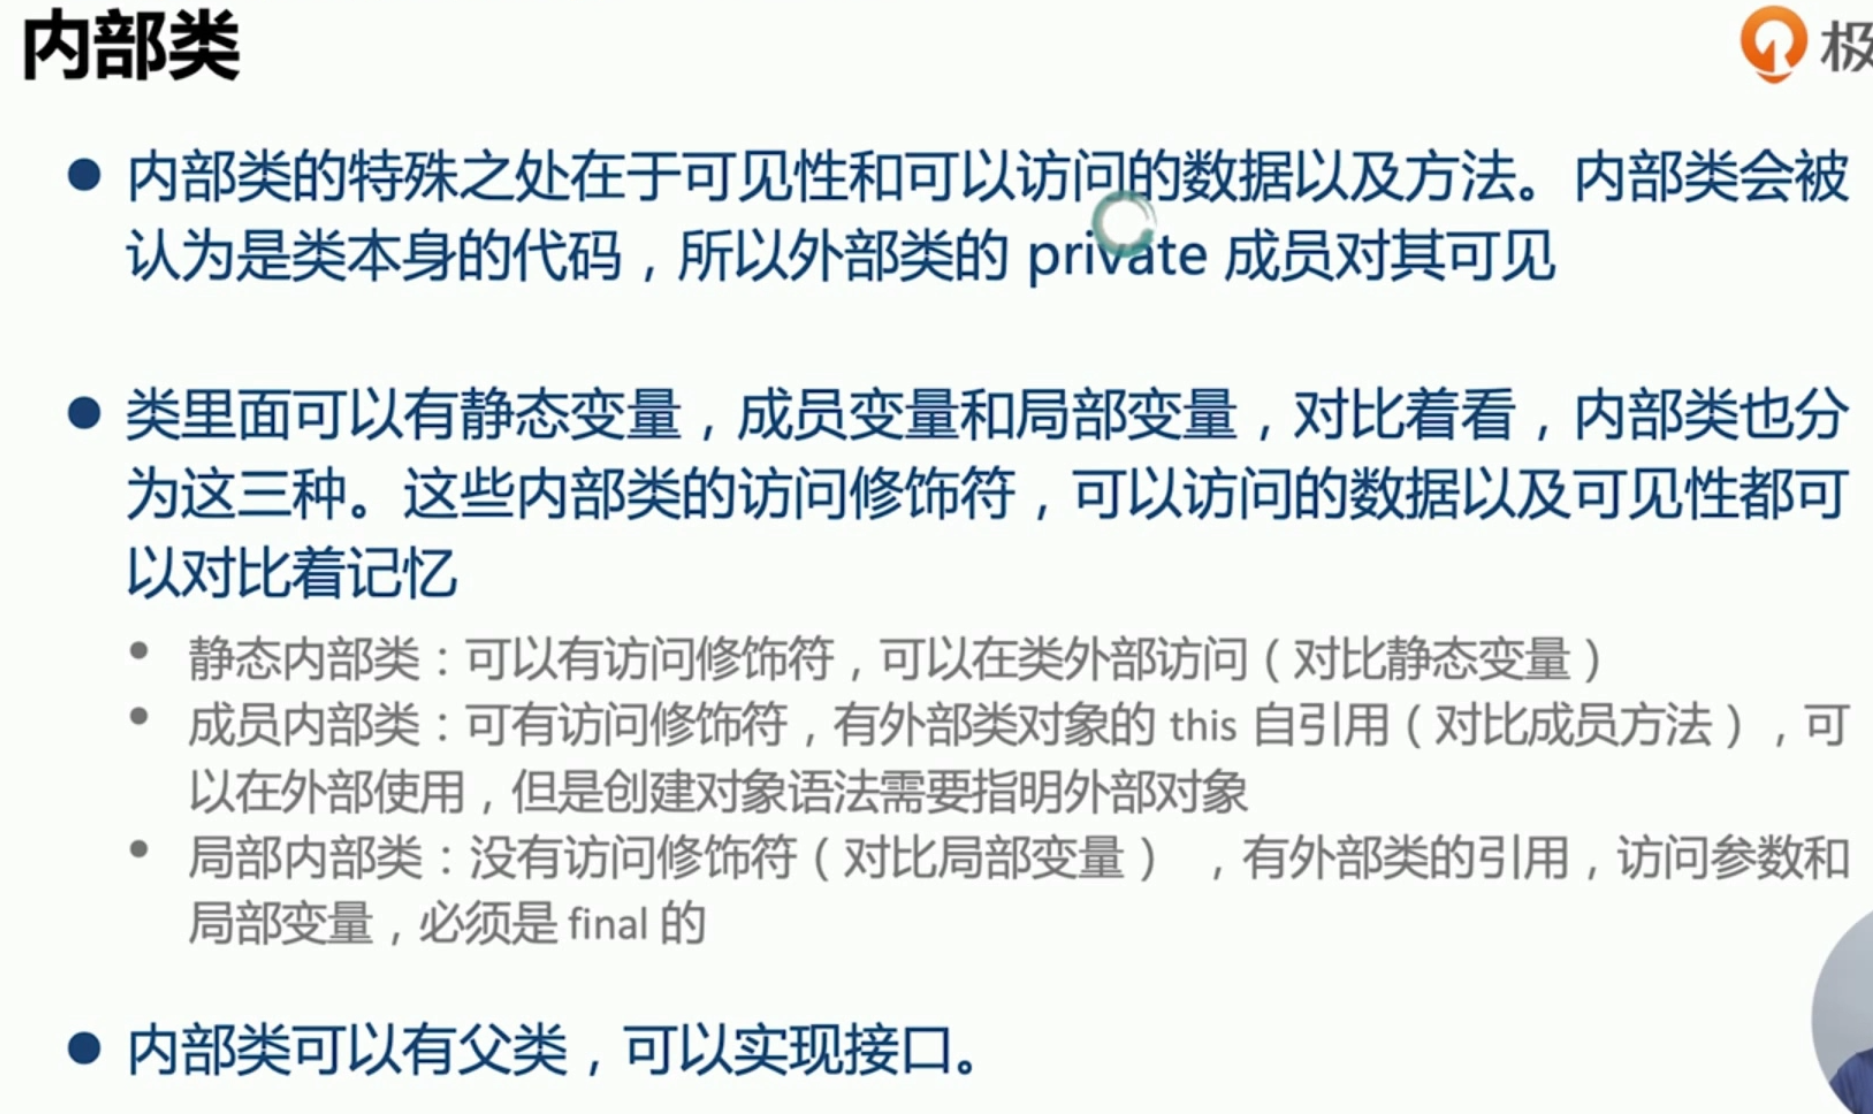 内部类
极
内部类的特殊之处在于可见性和可以访问的数据以及方法。内部类会被
认为是类本身的代码，所以外部类的 private 成员对其可见
类里面可以有静态变量，成员变量和局部变量，对比着看，内部类也分
为这三种。这些内部类的访问修饰符，可以访问的数据以及可见性都可
以对比着记忆
静态内部类：可以有访问修饰符，可以在类外部访问（对比静态变量）
成员内部类：可有访问修饰符，有外部类对象的 this 自引用（对比成员方法），可
以在外部使用，但是创建对象语法需要指明外部对象
局部内部类：没有访问修饰符（对比局部变量） ，有外部类的引用，访问参数和
局部变量，必须是 final 的
内部类可以有父类，可以实现接口。